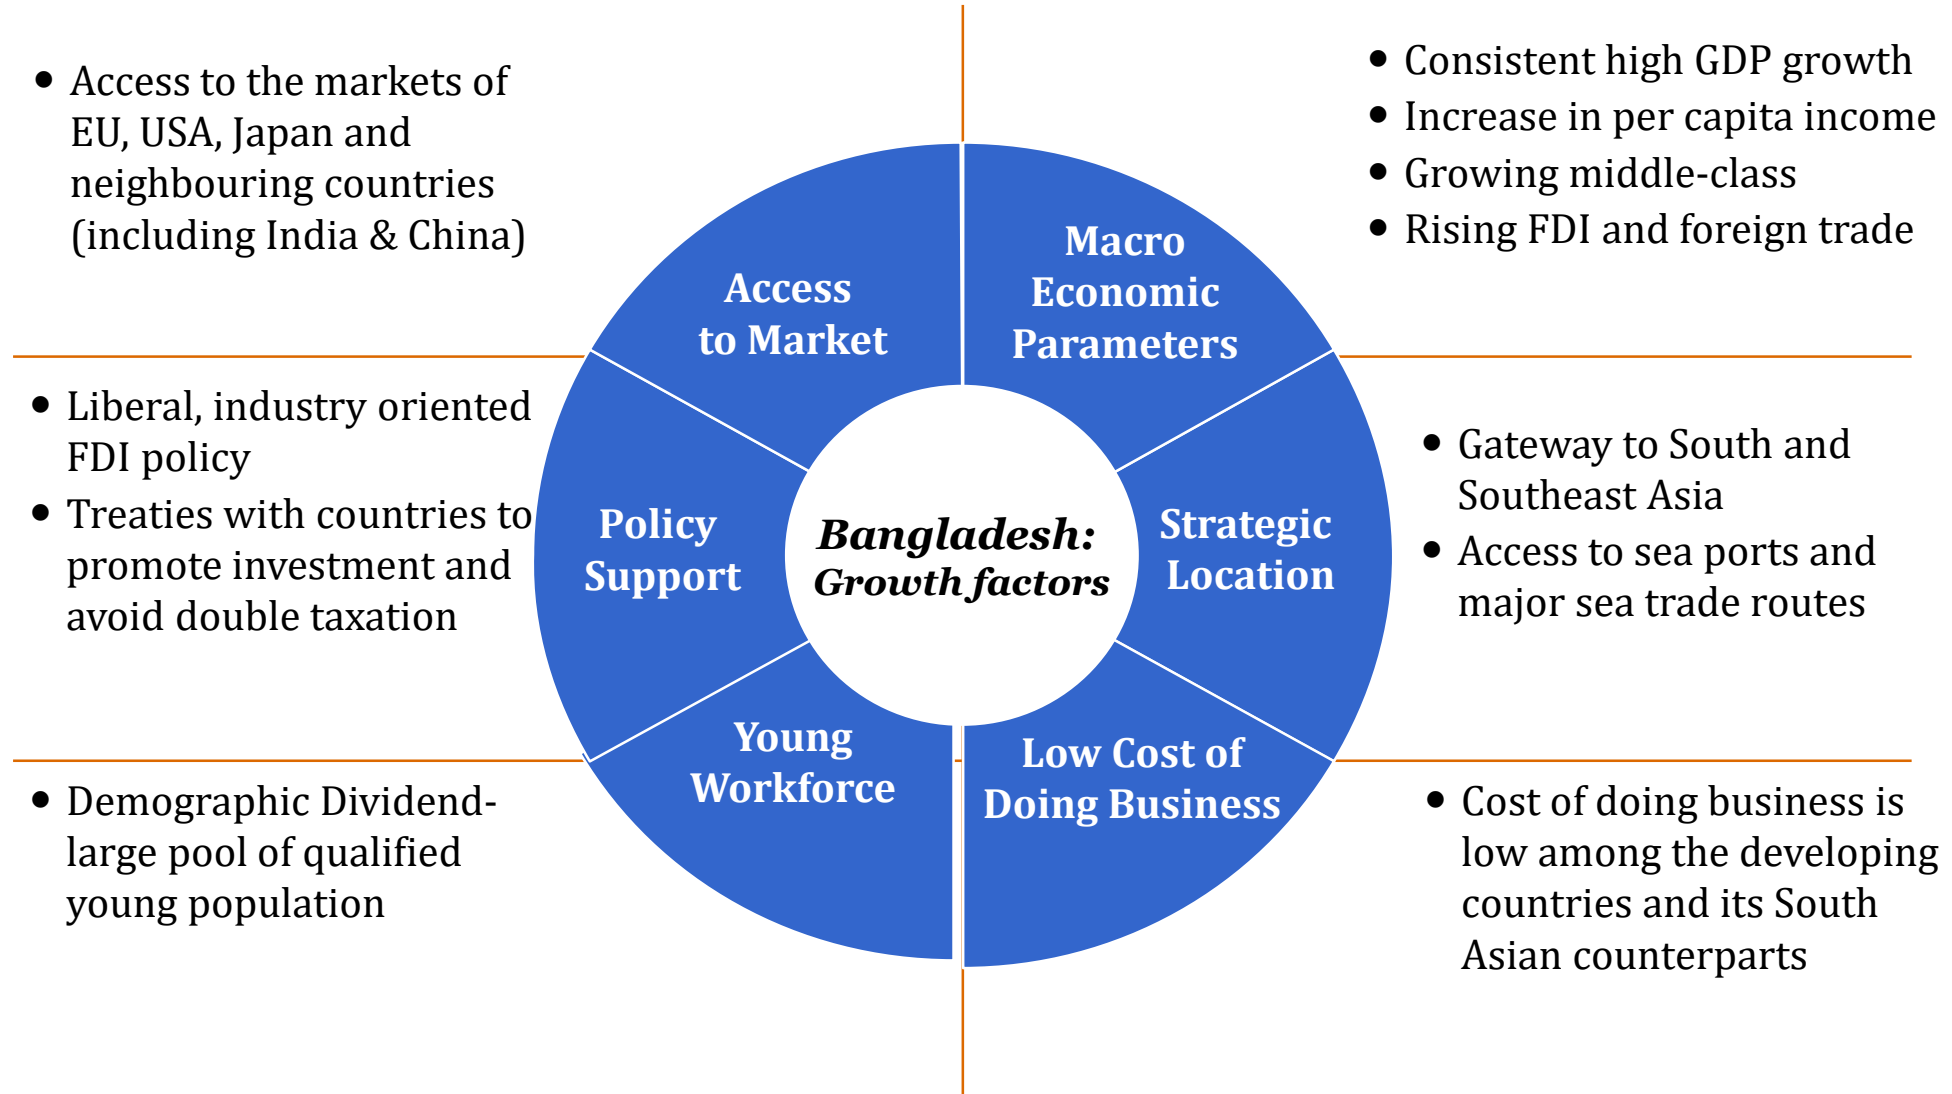 • Access to the markets of
EU, USA, Japan and
neighbouring countries
(including India & China)
• Consistent high GDP growth
• Increase in per capita income
• Growing middle-class
• Rising FDI and foreign trade
Access
to Market
Macro
Economic
Parameters
• Liberal, industry oriented
FDI policy
• Treaties with countries to
promote investment and
avoid double taxation
Policy
Support
Bangladesh:
Growth factors
Strategic
Location
• Gateway to South and
Southeast Asia
• Access to sea ports and
major sea trade routes
Young
Workforce
Low Cost of
Doing Business
• Demographic Dividend-
large pool of qualified
young population
• Cost of doing business is
low among the developing
countries and its South
Asian counterparts